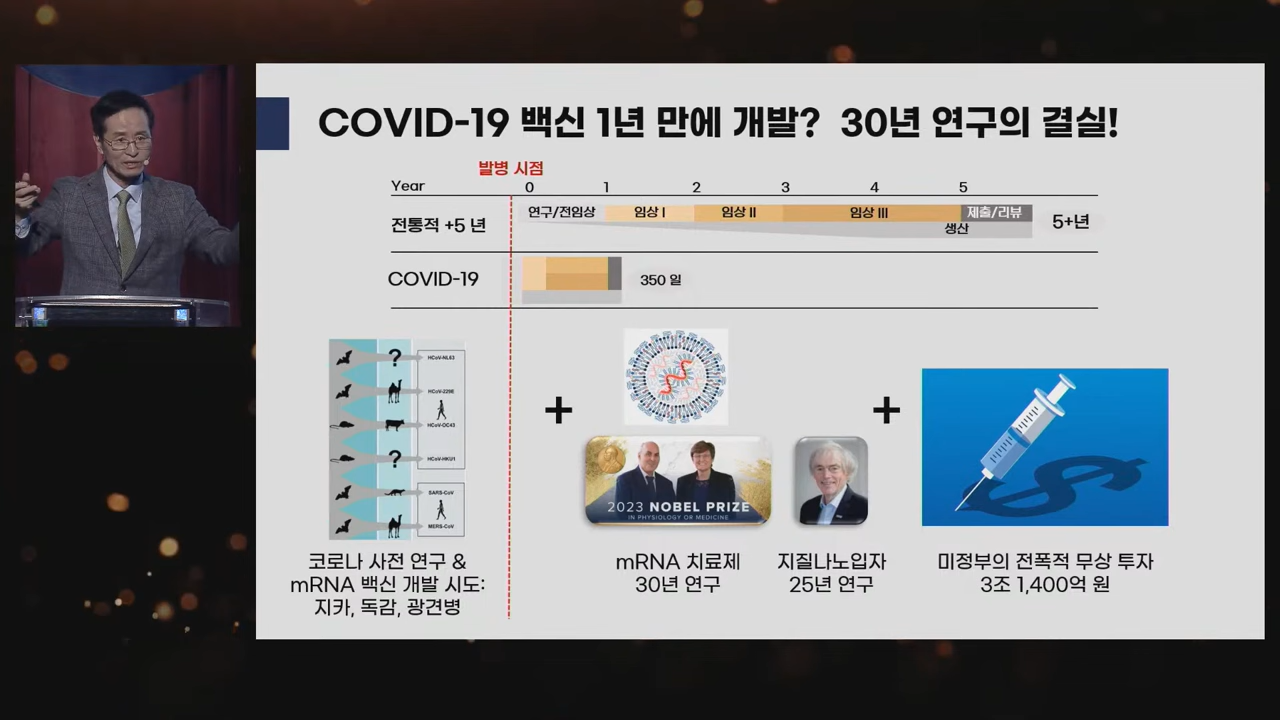 COVID-19 백신 1년 만에 개발? 30년 연구의 결실!
발병 시점
Year 0 1 2 3 4 5
전통적 +5 년
연구/전임상 임상 I 임상 II 임상 III 제출/리뷰
생산
5+년
COVID-19
350 일
?
HCoV-NL63
HCoV-229E
HCoV-OC43
?
HCoV-HKU1
SARS-CoV
MERS-CoV
코로나 사전 연구 &
mRNA 백신 개발 시도:
지카, 독감, 광견병
+
2023 NOBEL PRIZE
IN PHYSIOLOGY OR MEDICINE
mRNA 치료제
30년 연구
지질나노입자
25년 연구
+
$
미정부의 전폭적 무상 투자
3조 1,400억 원